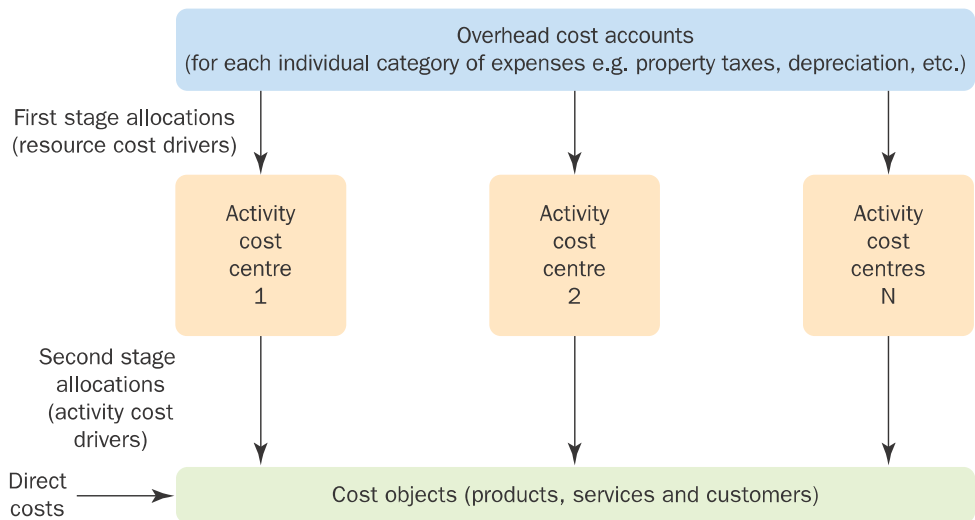 Overhead cost accounts
(for each individual category of expenses e.g. property taxes, depreciation, etc.)
First stage allocations
(resource cost drivers)
Activity
cost
centre
1
Activity
cost
centre
2
Activity
cost
centres
N
Second stage
allocations
(activity cost
drivers)
Direct
costs
Cost objects (products, services and customers)